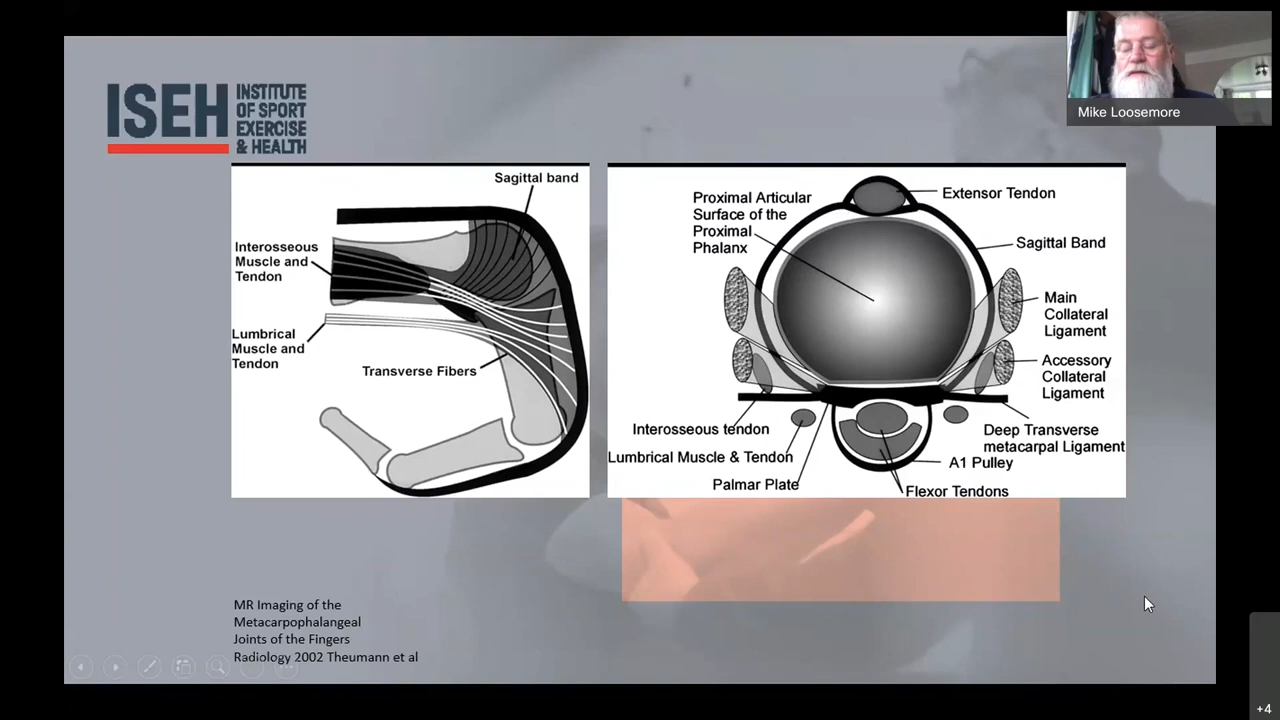 Mike Loosemore
ISEH
INSTITUTE
OF SPORT
EXERCISE
& HEALTH
Sagittal band
Interosseous
Muscle and
Tendon
Lumbrical
Muscle and
Tendon
Transverse Fibers
Proximal Articular
Surface of the
Proximal
Phalanx
Extensor Tendon
Sagittal Band
Main
Collateral
Ligament
Accessory
Collateral
Ligament
Interosseous tendon
Lumbrical Muscle & Tendon
Palmar Plate
Deep Transverse
metacarpal Ligament
A1 Pulley
Flexor Tendons
MR Imaging of the
Metacarpophalangeal
Joints of the Fingers
Radiology 2002 Theumann et al
+4